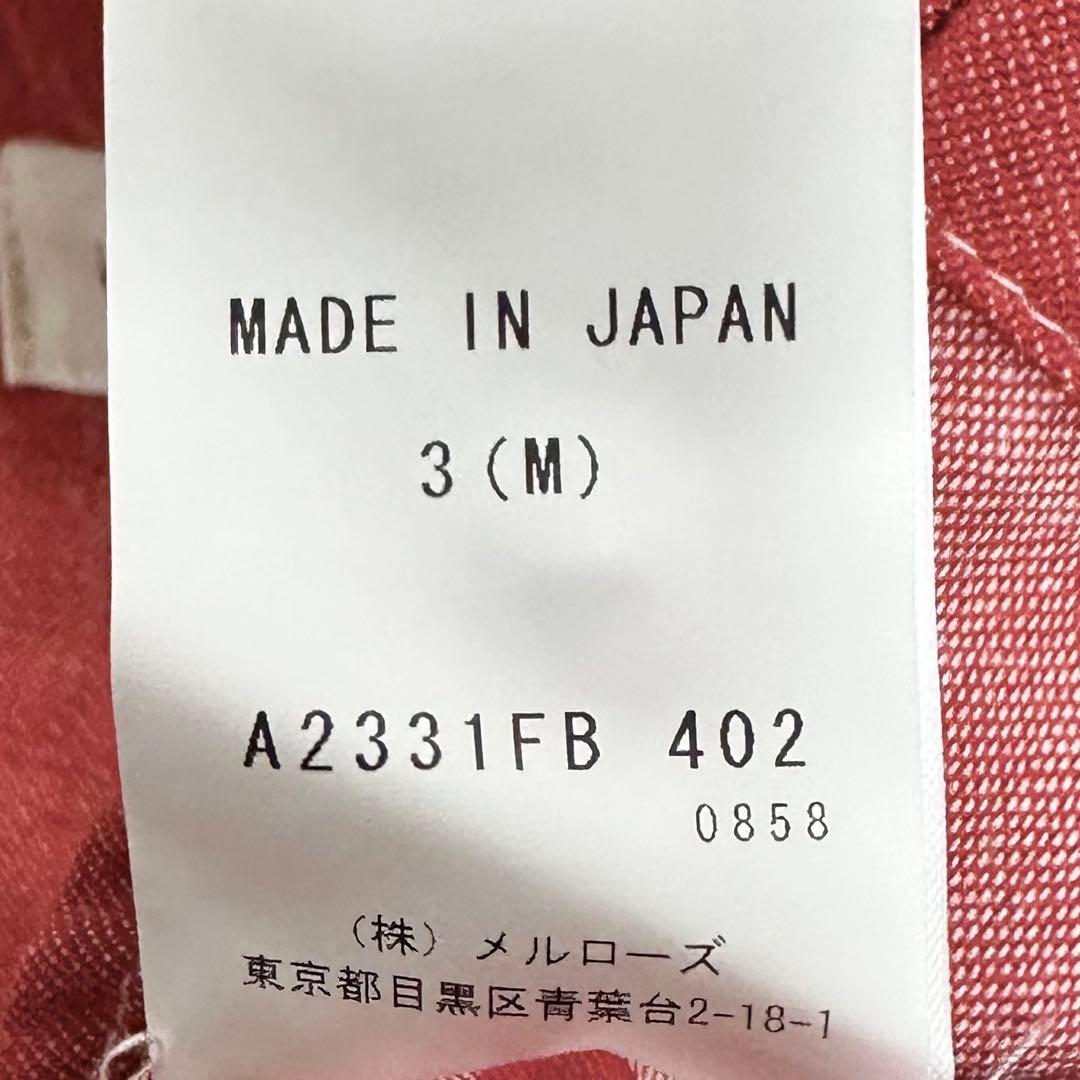 MADE IN JAPAN
3(M)
A2331FB 402
0858
(株)メルローズ
東京都目黒区青葉台2-18-1